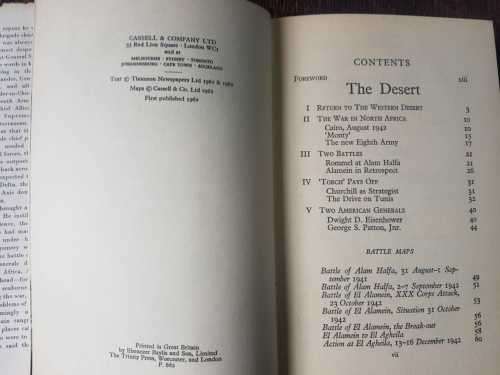 CASSELL & COMPANY LTD
35 Red Lion Square · London WC1
and at
MELBOURNE · SYDNEY · TORONTO
JOHANNESBURG · CAPE TOWN · AUCKLAND
Text © Thomson Newspapers Ltd 1961 & 1962
Maps © Cassell & Co. Ltd 1962
First published 1962
Printed in Great Britain
by Ebenezer Baylis and Son, Limited
The Trinity Press, Worcester, and London
F. 862
CONTENTS
FOREWORD xiii
The Desert
I RETURN TO THE WESTERN DESERT 3
II THE WAR IN NORTH AFRICA 10
Cairo, August 1942 10
'Monty' 15
The new Eighth Army 17
III TWO BATTLES 21
Rommel at Alam Halfa 21
Alamein in Retrospect 26
IV 'TORCH' PAYS OFF 31
Churchill as Strategist 31
The Drive on Tunis 32
V TWO AMERICAN GENERALS 40
Dwight D. Eisenhower 40
George S. Patton, Jnr. 44
BATTLE MAPS
Battle of Alam Halfa, 31 August–1 Sep-
tember 1941 49
Battle of Alam Halfa, 2–7 September 1942 51
Battle of El Alamein, XXX Corps Attack,
23 October 1942 53
Battle of El Alamein, Situation 31 October
1942 56
Battle of El Alamein, the Break-out 56
El Alamein to El Agheila 58
Action at El Agheila, 13–16 December 1942 60
vii